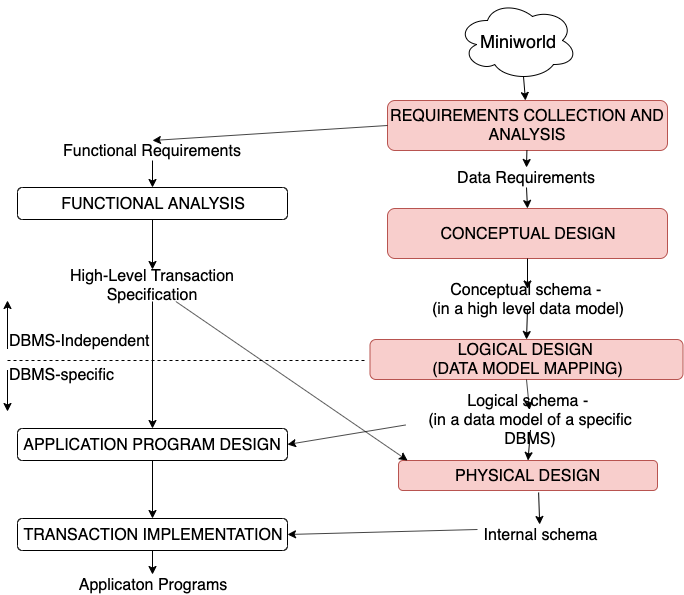 Miniworld
REQUIREMENTS COLLECTION AND
ANALYSIS
Functional Requirements
Data Requirements
FUNCTIONAL ANALYSIS
CONCEPTUAL DESIGN
High-Level Transaction
Specification
Conceptual schema -
(in a high level data model)
DBMS-Independent
LOGICAL DESIGN
(DATA MODEL MAPPING)
DBMS-specific
Logical schema -
(in a data model of a specific
DBMS)
APPLICATION PROGRAM DESIGN
PHYSICAL DESIGN
TRANSACTION IMPLEMENTATION
Internal schema
Applicaton Programs